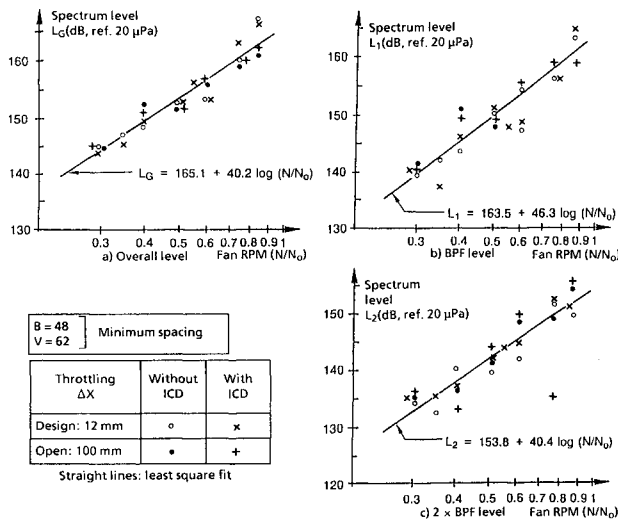 Spectrum level
L_G(dB, ref. 20 µPa)
160
150
140
130
L_G = 165.1 + 40.2 log (N/N₀)
0.3 0.4 0.5 0.6 0.7 0.8 0.9 1
a) Overall level Fan RPM (N/N₀)
Spectrum level
L₁(dB, ref. 20 µPa)
160
150
140
130
L₁ = 163.5 + 46.3 log (N/N₀)
0.3 0.4 0.5 0.6 0.7 0.8 0.9 1
b) BPF level Fan RPM (N/N₀)
B = 48
V = 62
Minimum spacing
Throttling ΔX
Without ICD
With ICD
Design: 12 mm o x
Open: 100 mm • +
Straight lines: least square fit
Spectrum
level
L₂(dB, ref. 20 µPa)
150
140
130
120
L₂ = 153.8 + 40.4 log (N/N₀)
0.3 0.4 0.5 0.6 0.7 0.8 0.9 1
c) 2 × BPF level Fan RPM (N/N₀)